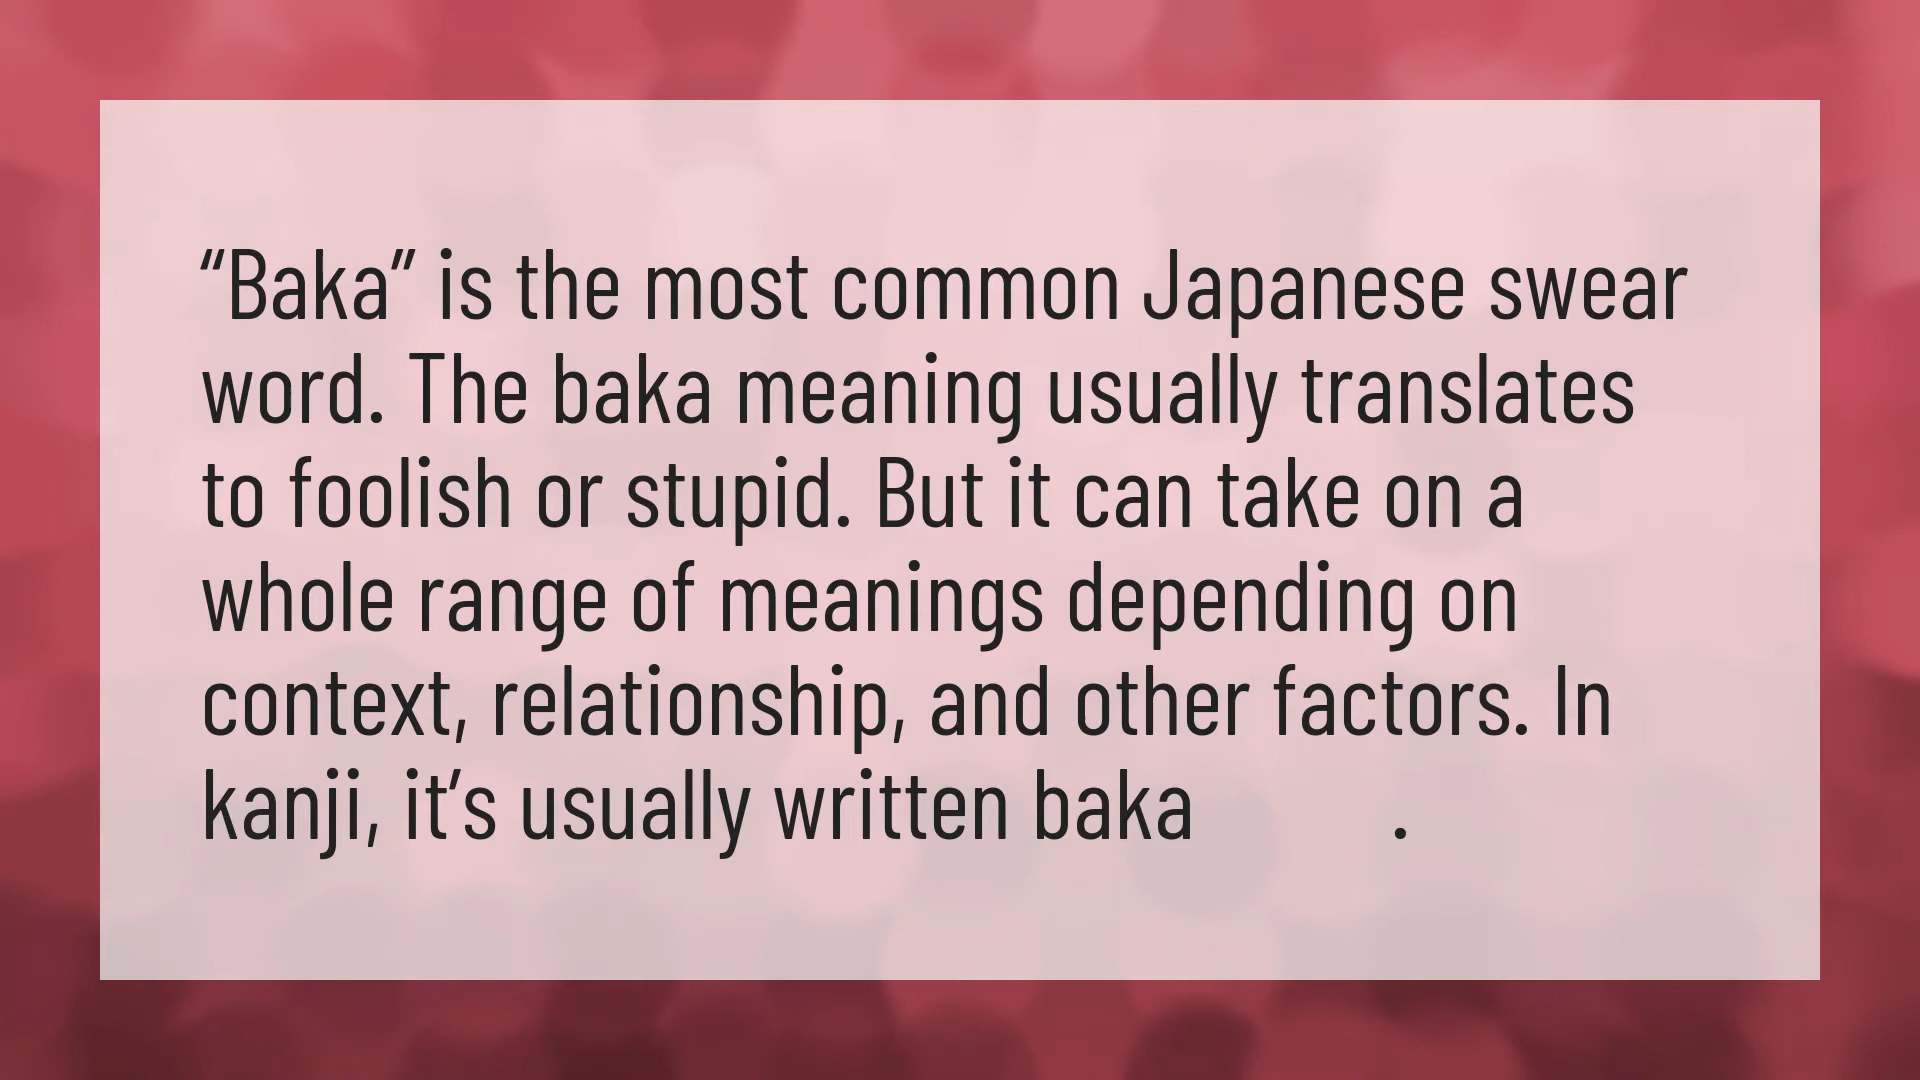 “Baka” is the most common Japanese swear
word. The baka meaning usually translates
to foolish or stupid. But it can take on a
whole range of meanings depending on
context, relationship, and other factors. In
kanji, it’s usually written baka .